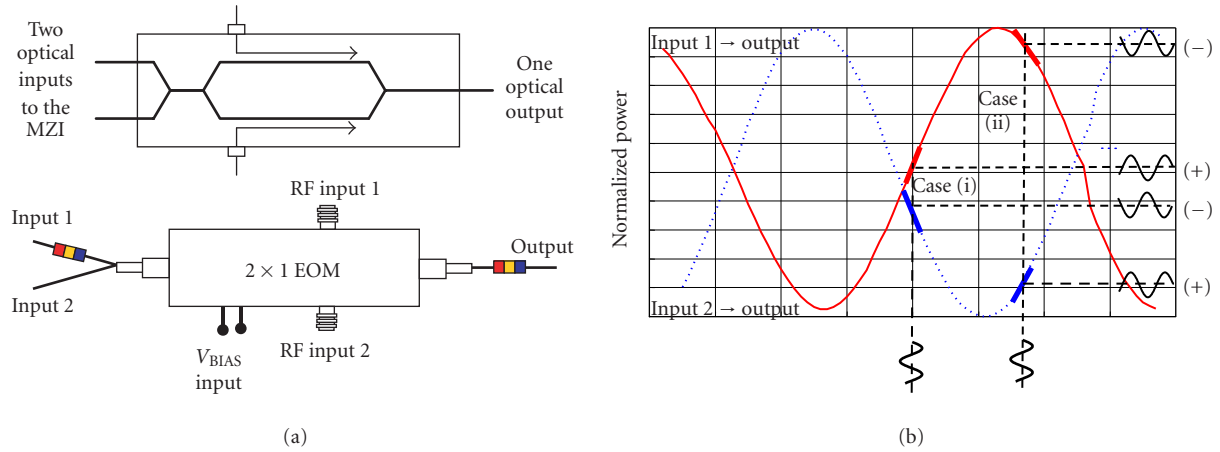 Two
optical
inputs
to the
MZI
One
optical
output
RF input 1
Input 1
Input 2
2 × 1 EOM
Output
V_BIAS
input
RF input 2
(a)
Normalized power
Input 1 → output
Case
(ii)
Case (i)
Input 2 → output
(−)
(+)
(−)
(+)
(b)